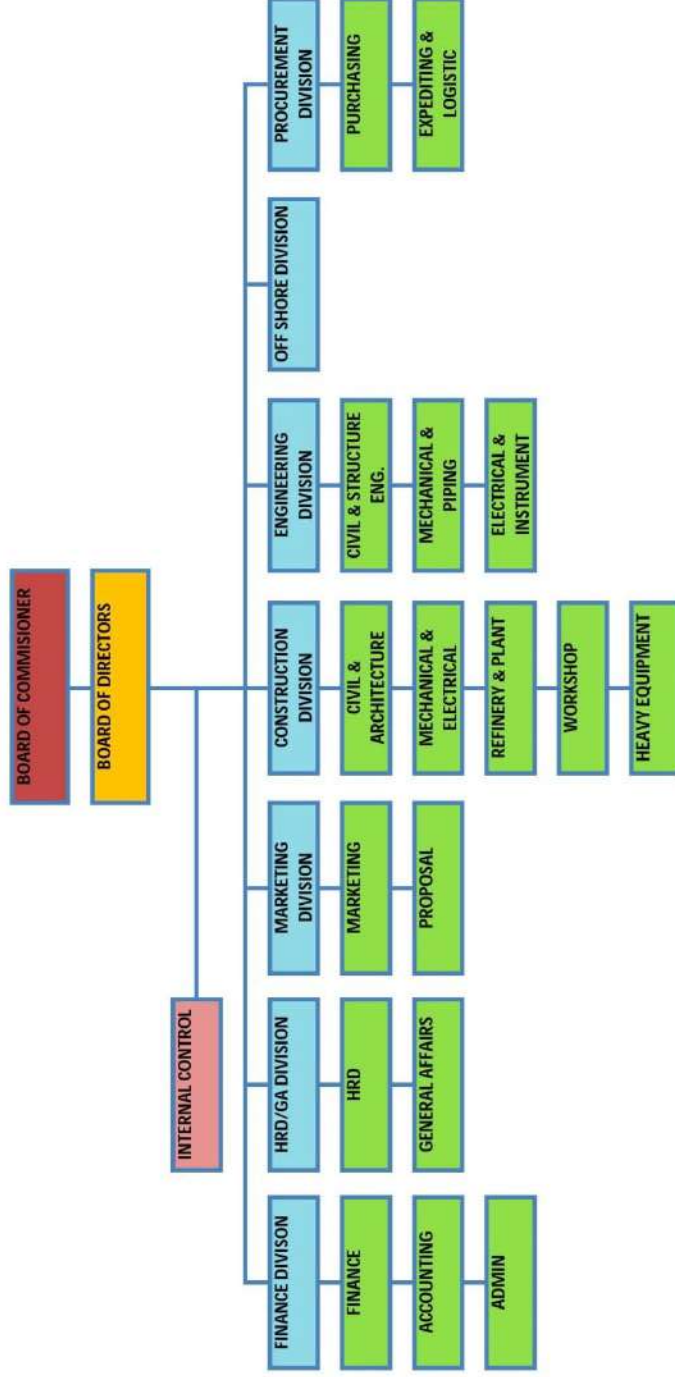 BOARD OF COMMISIONER
BOARD OF DIRECTORS
INTERNAL CONTROL
FINANCE DIVISON
FINANCE
ACCOUNTING
ADMIN
HRD/GA DIVISION
HRD
GENERAL AFFAIRS
MARKETING
DIVISION
MARKETING
PROPOSAL
CONSTRUCTION
DIVISION
CIVIL &
ARCHITECTURE
MECHANICAL &
ELECTRICAL
REFINERY & PLANT
WORKSHOP
HEAVY EQUIPMENT
ENGINEERING
DIVISION
CIVIL & STRUCTURE
ENG.
MECHANICAL &
PIPING
ELECTRICAL &
INSTRUMENT
OFF SHORE DIVISION
PROCUREMENT
DIVISION
PURCHASING
EXPEDITING &
LOGISTIC